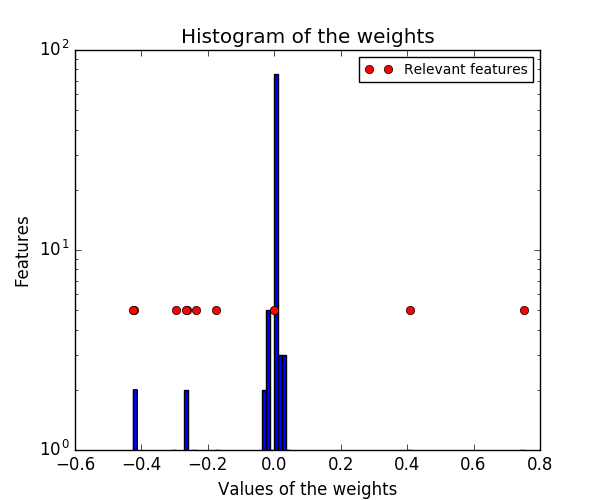 Histogram of the weights
10²
Relevant features
10¹
Features
10⁰
−0.6 −0.4 −0.2 0.0 0.2 0.4 0.6 0.8
Values of the weights